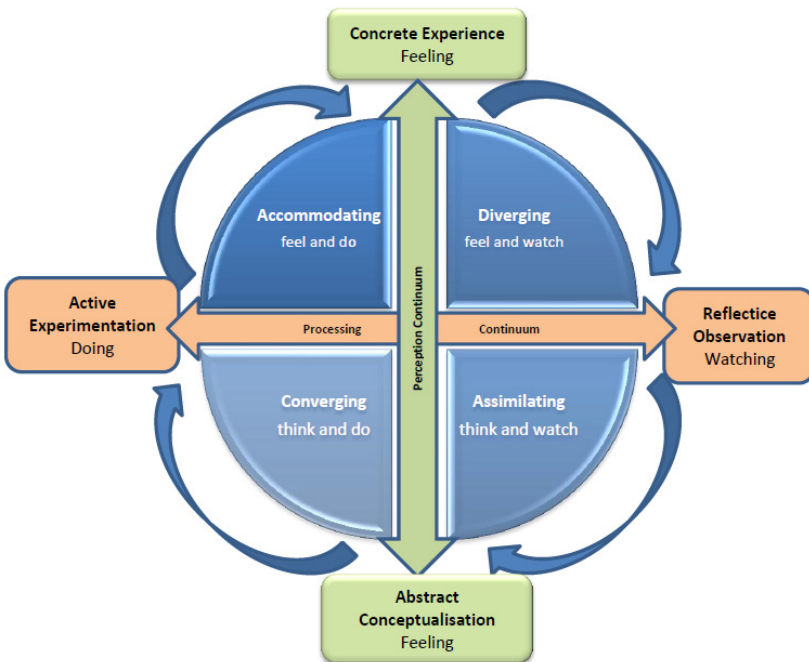 Concrete Experience
Feeling
Accommodating
feel and do
Diverging
feel and watch
Active
Experimentation
Doing
Processing
Perception Continuum
Continuum
Reflectice
Observation
Watching
Converging
think and do
Assimilating
think and watch
Abstract
Conceptualisation
Feeling